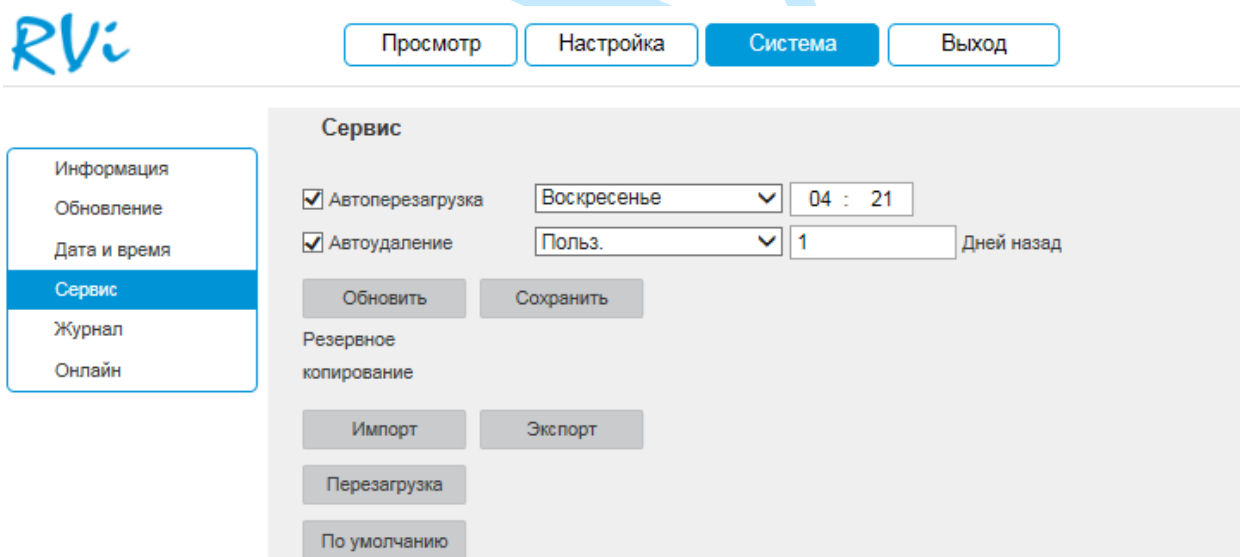 RVi
Просмотр Настройка Система Выход
Сервис
Информация
Обновление
Дата и время
Сервис
Журнал
Онлайн
Автоперезагрузка Воскресенье 04 : 21
Автоудаление Польз. 1 Дней назад
Обновить Сохранить
Резервное
копирование
Импорт Экспорт
Перезагрузка
По умолчанию